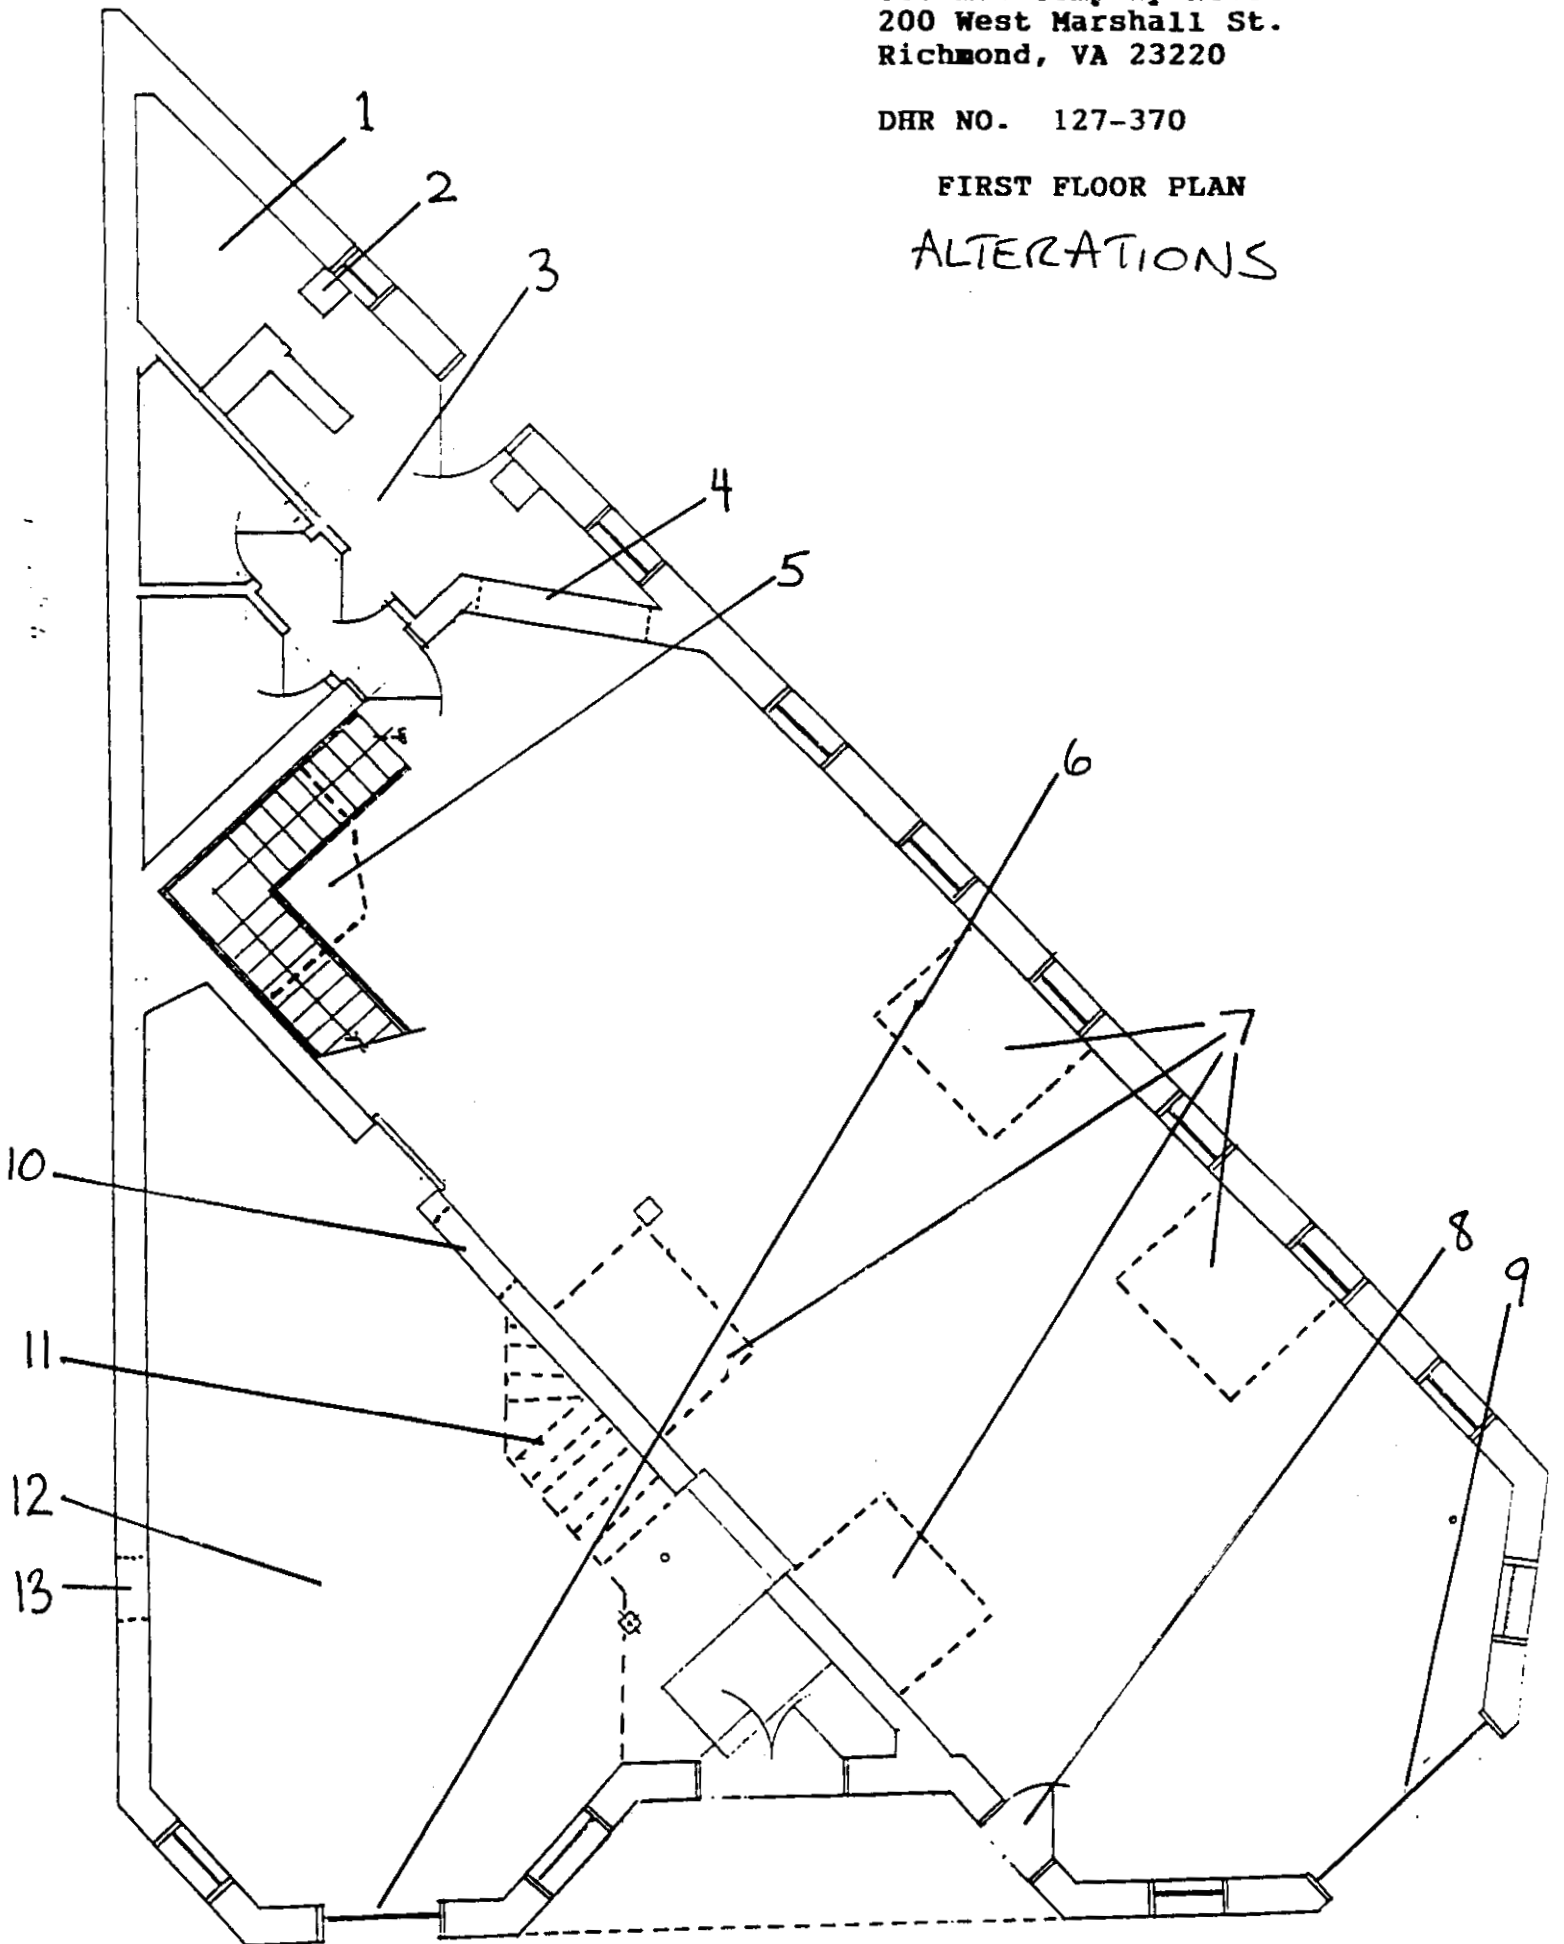 200 West Marshall St.
Richmond, VA 23220
DHR NO. 127-370
FIRST FLOOR PLAN
ALTERATIONS
1
2
3
4
5
6
7
8
9
10
11
12
13